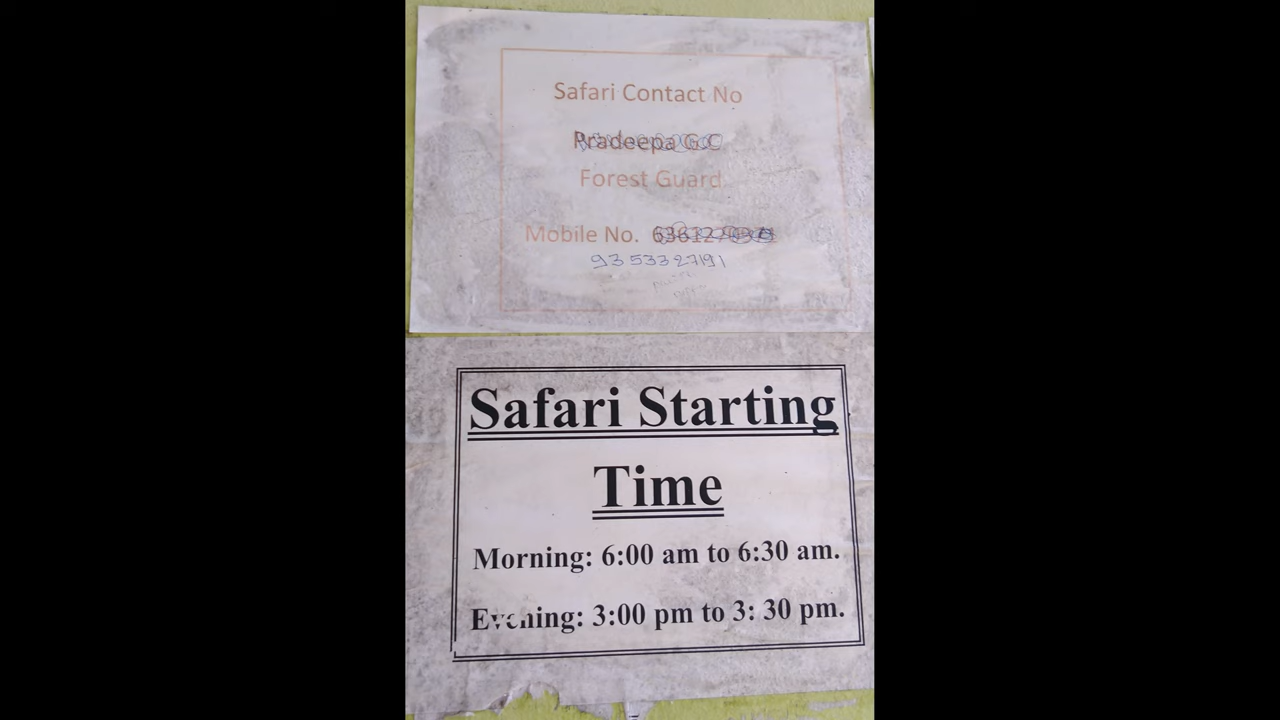 Safari Contact No
Pradeepa G.C
Forest Guard
Mobile No.
9353327191
Safari Starting
Time
Morning: 6:00 am to 6:30 am.
Evening: 3:00 pm to 3: 30 pm.